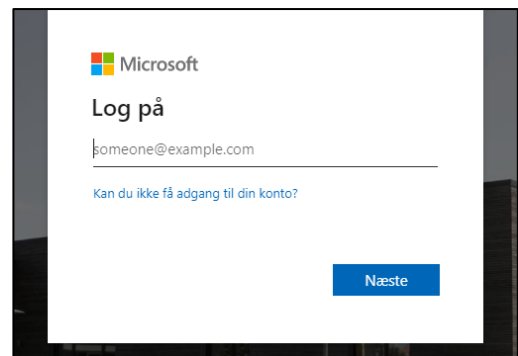 Microsoft
Log på
someone@example.com
Kan du ikke få adgang til din konto?
Næste